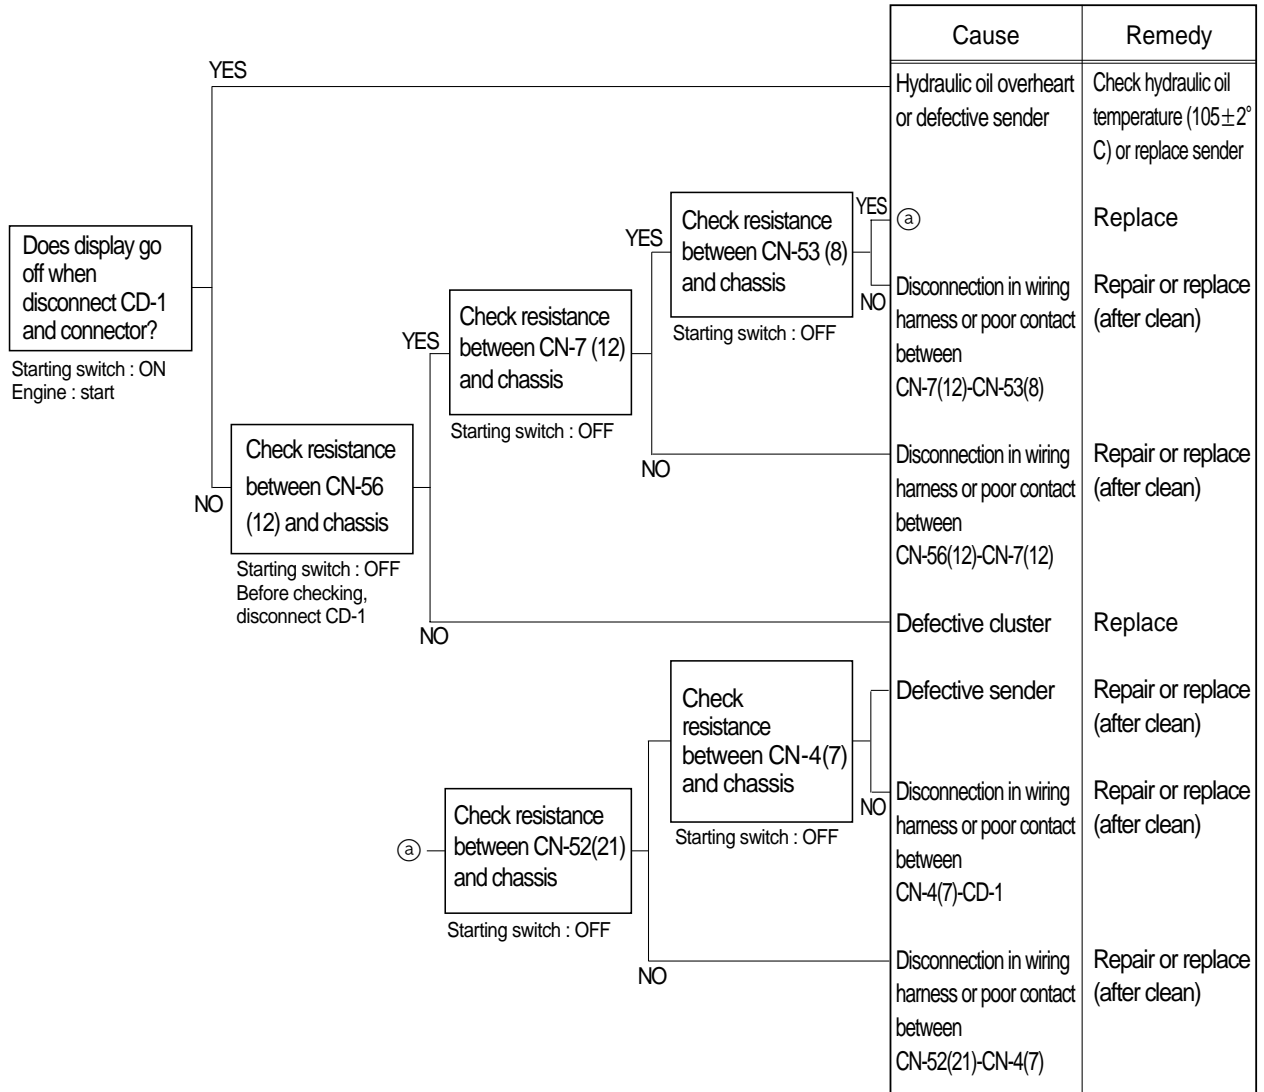 Cause
Remedy
YES
Hydraulic oil overheart
or defective sender
Check hydraulic oil
temperature (105±2°
C) or replace sender
Does display go
off when
disconnect CD-1
and connector?
Starting switch : ON
Engine : start
NO
Check resistance
between CN-56
(12) and chassis
Starting switch : OFF
Before checking,
disconnect CD-1
YES
Check resistance
between CN-7 (12)
and chassis
Starting switch : OFF
YES
Check resistance
between CN-53 (8)
and chassis
Starting switch : OFF
YES
ⓐ
Replace
NO
Disconnection in wiring
harness or poor contact
between
CN-7(12)-CN-53(8)
Repair or replace
(after clean)
NO
Disconnection in wiring
harness or poor contact
between
CN-56(12)-CN-7(12)
Repair or replace
(after clean)
NO
Defective cluster
Replace
ⓐ
Check resistance
between CN-52(21)
and chassis
Starting switch : OFF
Check
resistance
between CN-4(7)
and chassis
Starting switch : OFF
Defective sender
Repair or replace
(after clean)
NO
Disconnection in wiring
harness or poor contact
between
CN-4(7)-CD-1
Repair or replace
(after clean)
NO
Disconnection in wiring
harness or poor contact
between
CN-52(21)-CN-4(7)
Repair or replace
(after clean)